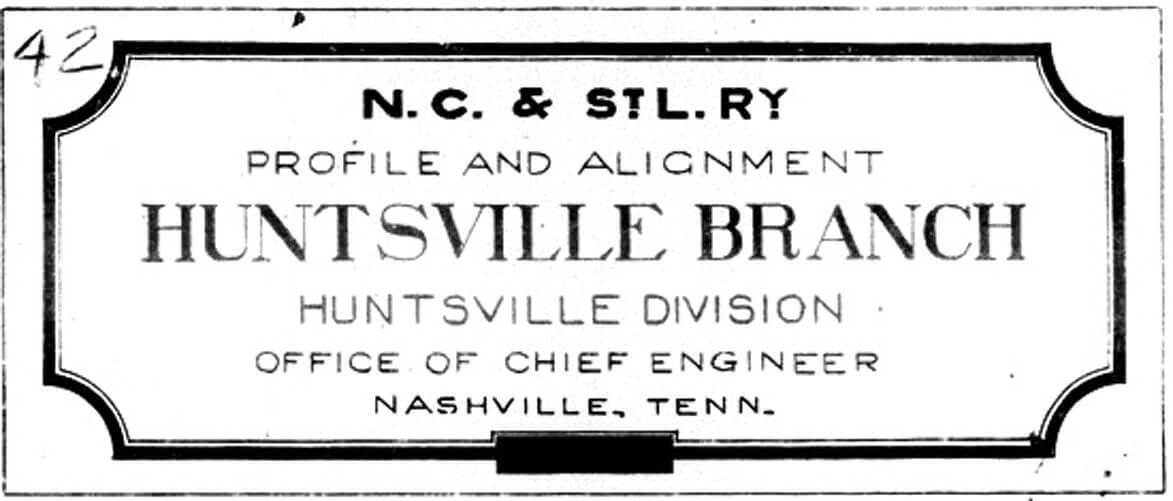 42
N. C. & ST. L. RY
PROFILE AND ALIGNMENT
HUNTSVILLE BRANCH
HUNTSVILLE DIVISION
OFFICE OF CHIEF ENGINEER
NASHVILLE, TENN.